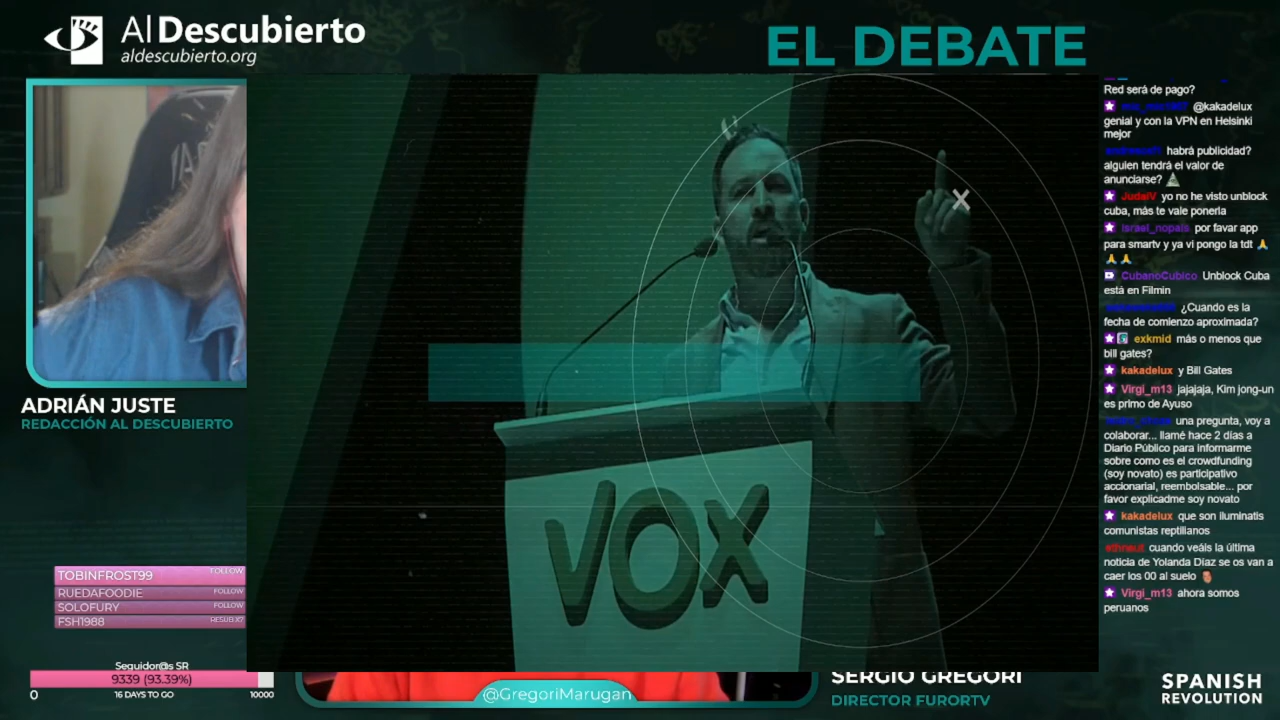 Al Descubierto
aldescubierto.org
EL DEBATE
ADRIÁN JUSTE
REDACCIÓN AL DESCUBIERTO
TOBINFROST99 FOLLOW
RUEDAFOODIE FOLLOW
SOLOFURY FOLLOW
FSH1988
Seguidor@s SR
9339 (93.39%)
0 16 DAYS TO GO 10000
VOX
@GregoriMarugan
SERGIO GREGORI
DIRECTOR FURORTV
SPANISH
REVOLUTION
Red será de pago?
@kakadelux
genial y con la VPN en Helsinki
mejor
habrá publicidad?
alguien tendrá el valor de
anunciarse?
JudaiV yo no he visto unblock
cuba, más te vale ponerla
israel_nopals por favar app
para smartv y ya vi pongo la tdt 🙏
🙏 🙏
CubanoCubico Unblock Cuba
está en Filmin
¿Cuando es la
fecha de comienzo aproximada?
exkmid más o menos que
bill gates?
kakadelux y Bill Gates
Virgi_m13 jajajaja, Kim jong-un
es primo de Ayuso
una pregunta, voy a
colaborar... llamé hace 2 días a
Diario Público para informarme
sobre como es el crowdfunding
(soy novato) es participativo
accionarial, reembolsable... por
favor explicadme soy novato
kakadelux que son iluminatis
comunistas reptilianos
cuando veáis la última
noticia de Yolanda Díaz se os van a
caer los 00 al suelo
Virgi_m13 ahora somos
peruanos